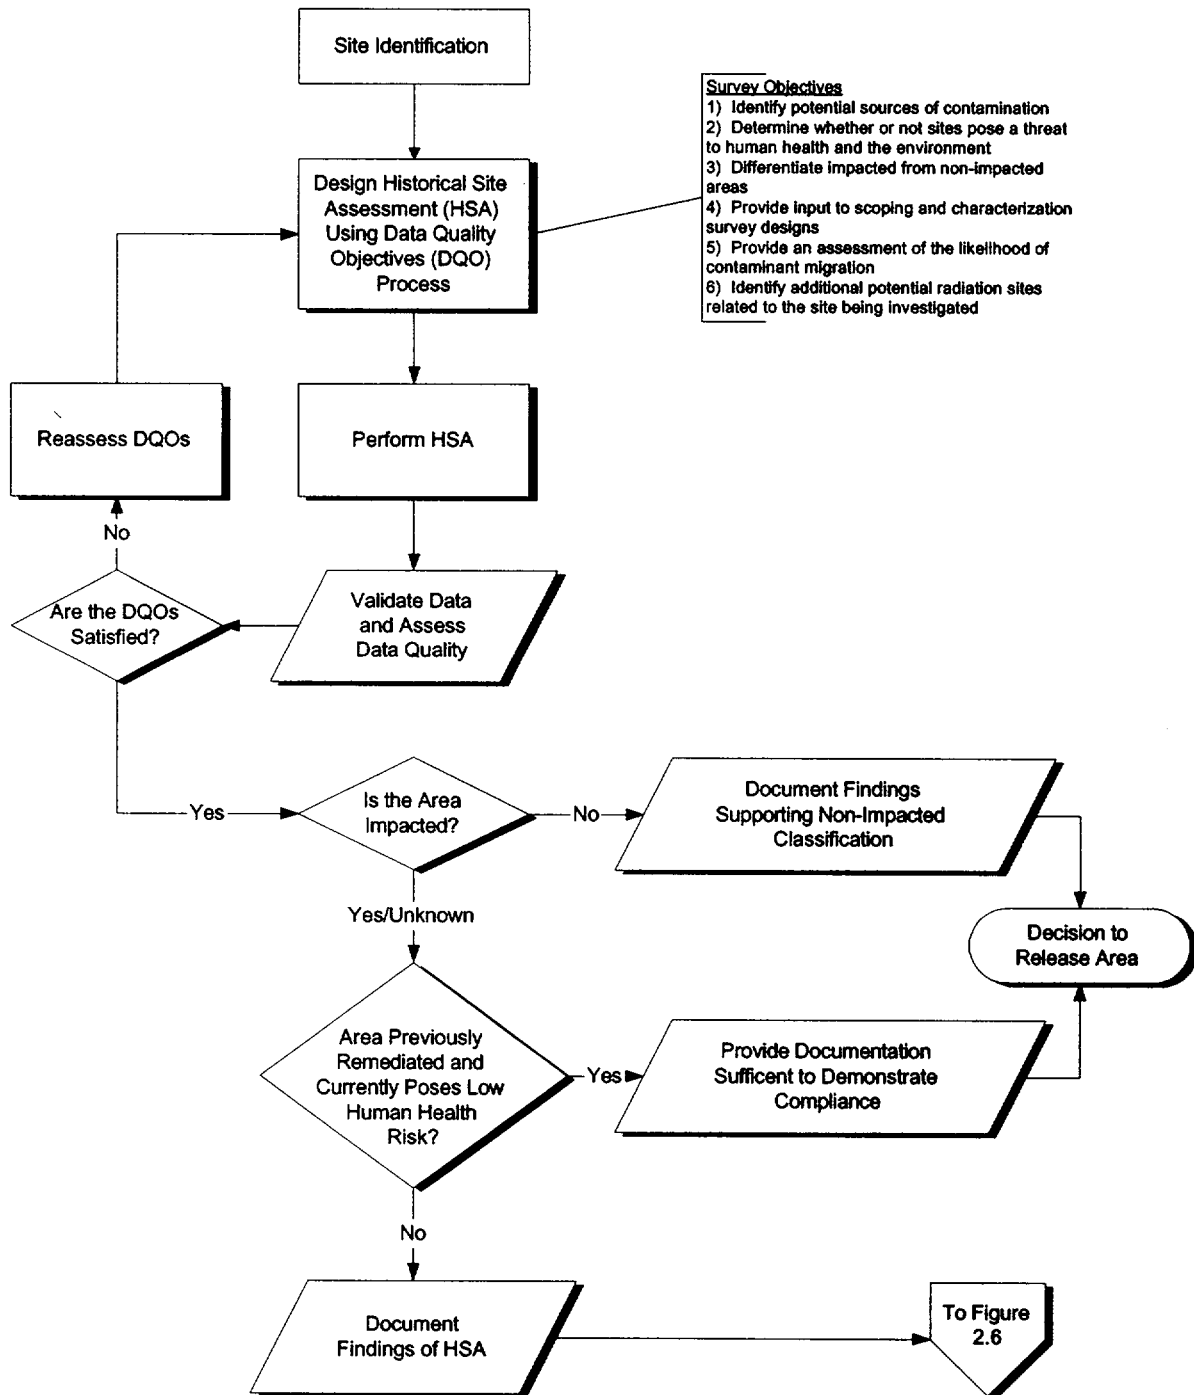 Site Identification
Survey Objectives
1) Identify potential sources of contamination
2) Determine whether or not sites pose a threat
to human health and the environment
3) Differentiate impacted from non-impacted
areas
4) Provide input to scoping and characterization
survey designs
5) Provide an assessment of the likelihood of
contaminant migration
6) Identify additional potential radiation sites
related to the site being investigated
Design Historical Site
Assessment (HSA)
Using Data Quality
Objectives (DQO)
Process
Reassess DQOs
Perform HSA
No
Are the DQOs
Satisfied?
Validate Data
and Assess
Data Quality
Yes
Is the Area
Impacted?
No
Document Findings
Supporting Non-Impacted
Classification
Yes/Unknown
Decision to
Release Area
Area Previously
Remediated and
Currently Poses Low
Human Health
Risk?
Yes
Provide Documentation
Sufficent to Demonstrate
Compliance
No
Document
Findings of HSA
To Figure
2.6